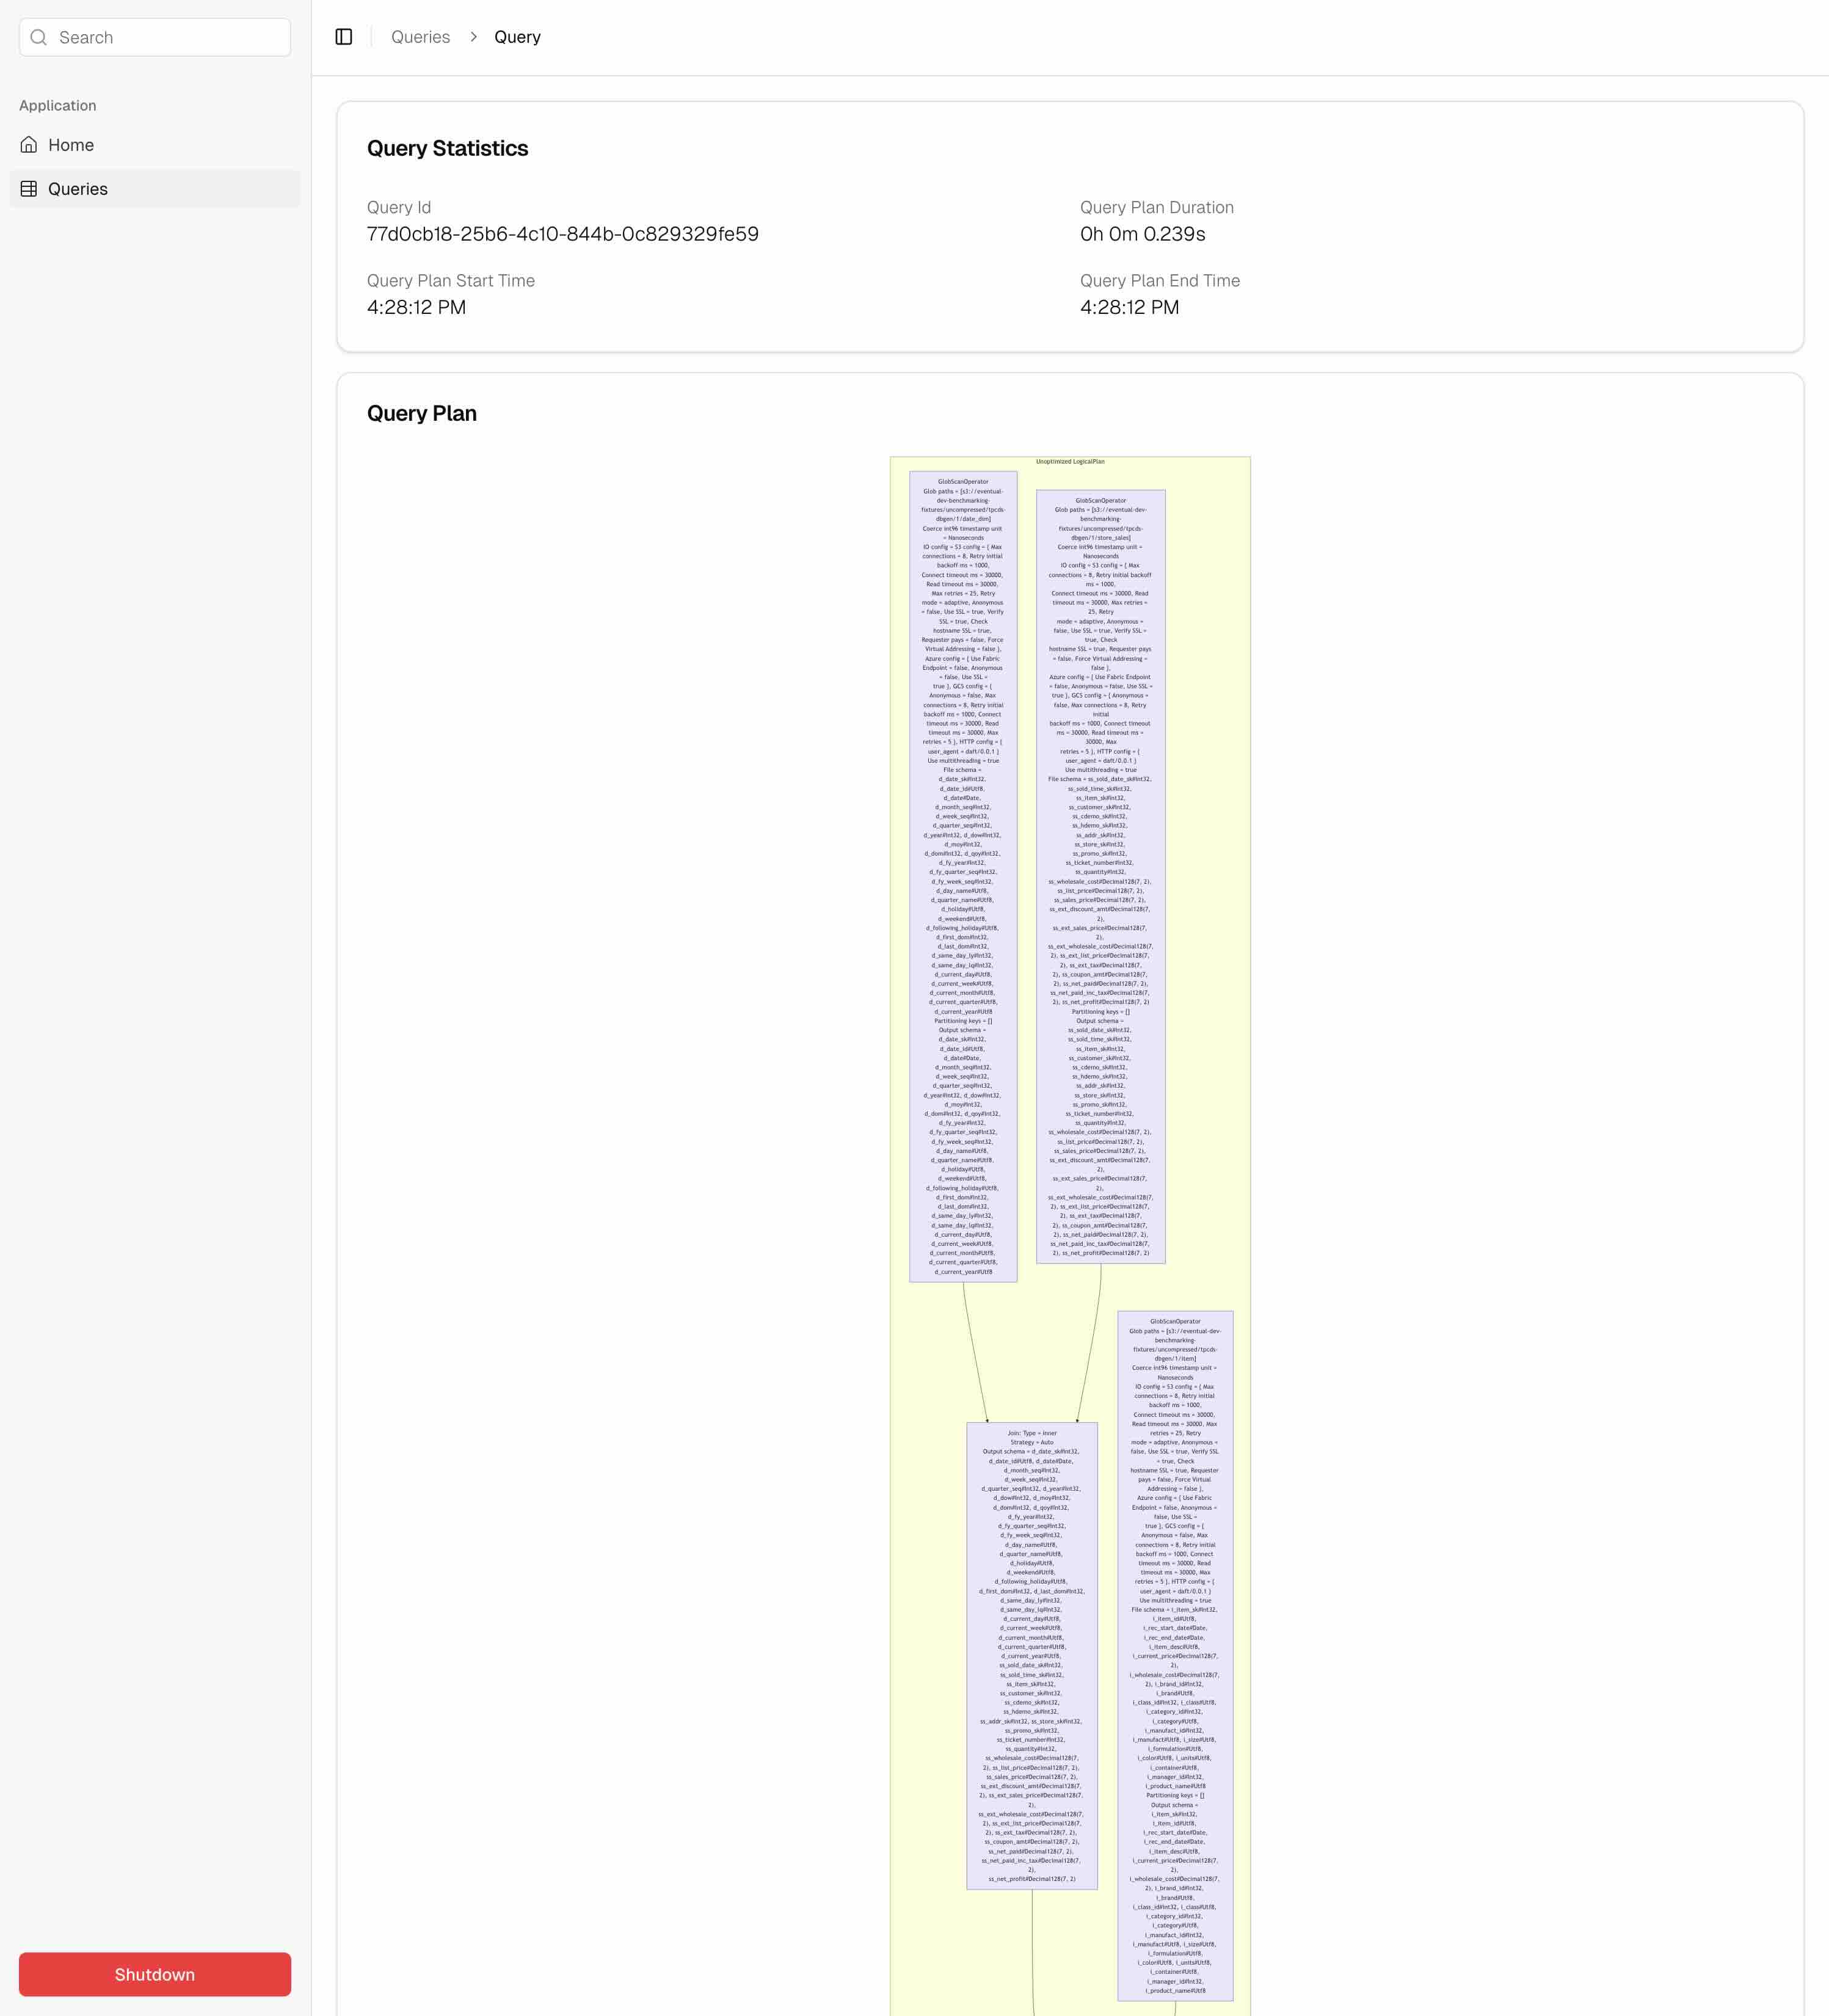 Search
Application
Home
Queries
Shutdown
Queries > Query
Query Statistics
Query Id
77d0cb18-25b6-4c10-844b-0c829329fe59
Query Plan Duration
0h 0m 0.239s
Query Plan Start Time
4:28:12 PM
Query Plan End Time
4:28:12 PM
Query Plan
Unoptimized LogicalPlan
GlobScanOperator
Glob paths = [s3://eventual-
dev-benchmarking-
fixtures/uncompressed/tpcds-
dbgen/1/date_dim]
Coerce int96 timestamp unit
= Nanoseconds
IO config = S3 config = { Max
connections = 8, Retry initial
backoff ms = 1000,
Connect timeout ms = 30000,
Read timeout ms = 30000,
Max retries = 25, Retry
mode = adaptive, Anonymous
= false, Use SSL = true, Verify
SSL = true, Check
hostname SSL = true,
Requester pays = false, Force
Virtual Addressing = false },
Azure config = { Use Fabric
Endpoint = false, Anonymous
= false, Use SSL =
true }, GCS config = {
Anonymous = false, Max
connections = 8, Retry initial
backoff ms = 1000, Connect
timeout ms = 30000, Read
timeout ms = 30000, Max
retries = 5 }, HTTP config = {
user_agent = daft/0.0.1 }
Use multithreading = true
File schema =
d_date_sk#Int32,
d_date_id#Utf8,
d_date#Date,
d_month_seq#Int32,
d_week_seq#Int32,
d_quarter_seq#Int32,
d_year#Int32, d_dow#Int32,
d_moy#Int32,
d_dom#Int32, d_qoy#Int32,
d_fy_year#Int32,
d_fy_quarter_seq#Int32,
d_fy_week_seq#Int32,
d_day_name#Utf8,
d_quarter_name#Utf8,
d_holiday#Utf8,
d_weekend#Utf8,
d_following_holiday#Utf8,
d_first_dom#Int32,
d_last_dom#Int32,
d_same_day_ly#Int32,
d_same_day_lq#Int32,
d_current_day#Utf8,
d_current_week#Utf8,
d_current_month#Utf8,
d_current_quarter#Utf8,
d_current_year#Utf8
Partitioning keys = []
Output schema =
d_date_sk#Int32,
d_date_id#Utf8,
d_date#Date,
d_month_seq#Int32,
d_week_seq#Int32,
d_quarter_seq#Int32,
d_year#Int32, d_dow#Int32,
d_moy#Int32,
d_dom#Int32, d_qoy#Int32,
d_fy_year#Int32,
d_fy_quarter_seq#Int32,
d_fy_week_seq#Int32,
d_day_name#Utf8,
d_quarter_name#Utf8,
d_holiday#Utf8,
d_weekend#Utf8,
d_following_holiday#Utf8,
d_first_dom#Int32,
d_last_dom#Int32,
d_same_day_ly#Int32,
d_same_day_lq#Int32,
d_current_day#Utf8,
d_current_week#Utf8,
d_current_month#Utf8,
d_current_quarter#Utf8,
d_current_year#Utf8
GlobScanOperator
Glob paths = [s3://eventual-dev-
benchmarking-
fixtures/uncompressed/tpcds-
dbgen/1/store_sales]
Coerce int96 timestamp unit =
Nanoseconds
IO config = S3 config = { Max
connections = 8, Retry initial backoff
ms = 1000,
Connect timeout ms = 30000, Read
timeout ms = 30000, Max retries =
25, Retry
mode = adaptive, Anonymous =
false, Use SSL = true, Verify SSL =
true, Check
hostname SSL = true, Requester pays
= false, Force Virtual Addressing =
false },
Azure config = { Use Fabric Endpoint
= false, Anonymous = false, Use SSL =
true }, GCS config = { Anonymous =
false, Max connections = 8, Retry
initial
backoff ms = 1000, Connect timeout
ms = 30000, Read timeout ms =
30000, Max
retries = 5 }, HTTP config = {
user_agent = daft/0.0.1 }
Use multithreading = true
File schema = ss_sold_date_sk#Int32,
ss_sold_time_sk#Int32,
ss_item_sk#Int32,
ss_customer_sk#Int32,
ss_cdemo_sk#Int32,
ss_hdemo_sk#Int32,
ss_addr_sk#Int32,
ss_store_sk#Int32,
ss_promo_sk#Int32,
ss_ticket_number#Int32,
ss_quantity#Int32,
ss_wholesale_cost#Decimal128(7, 2),
ss_list_price#Decimal128(7, 2),
ss_sales_price#Decimal128(7, 2),
ss_ext_discount_amt#Decimal128(7,
2),
ss_ext_sales_price#Decimal128(7,
2),
ss_ext_wholesale_cost#Decimal128(7,
2), ss_ext_list_price#Decimal128(7,
2), ss_ext_tax#Decimal128(7,
2), ss_coupon_amt#Decimal128(7,
2), ss_net_paid#Decimal128(7, 2),
ss_net_paid_inc_tax#Decimal128(7,
2), ss_net_profit#Decimal128(7, 2)
Partitioning keys = []
Output schema =
ss_sold_date_sk#Int32,
ss_sold_time_sk#Int32,
ss_item_sk#Int32,
ss_customer_sk#Int32,
ss_cdemo_sk#Int32,
ss_hdemo_sk#Int32,
ss_addr_sk#Int32,
ss_store_sk#Int32,
ss_promo_sk#Int32,
ss_ticket_number#Int32,
ss_quantity#Int32,
ss_wholesale_cost#Decimal128(7, 2),
ss_list_price#Decimal128(7, 2),
ss_sales_price#Decimal128(7, 2),
ss_ext_discount_amt#Decimal128(7,
2),
ss_ext_sales_price#Decimal128(7,
2),
ss_ext_wholesale_cost#Decimal128(7,
2), ss_ext_list_price#Decimal128(7,
2), ss_ext_tax#Decimal128(7,
2), ss_coupon_amt#Decimal128(7,
2), ss_net_paid#Decimal128(7, 2),
ss_net_paid_inc_tax#Decimal128(7,
2), ss_net_profit#Decimal128(7, 2)
Join: Type = Inner
Strategy = Auto
Output schema = d_date_sk#Int32,
d_date_id#Utf8, d_date#Date,
d_month_seq#Int32,
d_week_seq#Int32,
d_quarter_seq#Int32, d_year#Int32,
d_dow#Int32, d_moy#Int32,
d_dom#Int32, d_qoy#Int32,
d_fy_year#Int32,
d_fy_quarter_seq#Int32,
d_fy_week_seq#Int32,
d_day_name#Utf8,
d_quarter_name#Utf8,
d_holiday#Utf8,
d_weekend#Utf8,
d_following_holiday#Utf8,
d_first_dom#Int32, d_last_dom#Int32,
d_same_day_ly#Int32,
d_same_day_lq#Int32,
d_current_day#Utf8,
d_current_week#Utf8,
d_current_month#Utf8,
d_current_quarter#Utf8,
d_current_year#Utf8,
ss_sold_date_sk#Int32,
ss_sold_time_sk#Int32,
ss_item_sk#Int32,
ss_customer_sk#Int32,
ss_cdemo_sk#Int32,
ss_hdemo_sk#Int32,
ss_addr_sk#Int32, ss_store_sk#Int32,
ss_promo_sk#Int32,
ss_ticket_number#Int32,
ss_quantity#Int32,
ss_wholesale_cost#Decimal128(7,
2), ss_list_price#Decimal128(7, 2),
ss_sales_price#Decimal128(7, 2),
ss_ext_discount_amt#Decimal128(7,
2), ss_ext_sales_price#Decimal128(7,
2),
ss_ext_wholesale_cost#Decimal128(7,
2), ss_ext_list_price#Decimal128(7,
2), ss_ext_tax#Decimal128(7, 2),
ss_coupon_amt#Decimal128(7, 2),
ss_net_paid#Decimal128(7, 2),
ss_net_paid_inc_tax#Decimal128(7,
2),
ss_net_profit#Decimal128(7, 2)
GlobScanOperator
Glob paths = [s3://eventual-dev-
benchmarking-
fixtures/uncompressed/tpcds-
dbgen/1/item]
Coerce int96 timestamp unit =
Nanoseconds
IO config = S3 config = { Max
connections = 8, Retry initial
backoff ms = 1000,
Connect timeout ms = 30000,
Read timeout ms = 30000, Max
retries = 25, Retry
mode = adaptive, Anonymous =
false, Use SSL = true, Verify SSL
= true, Check
hostname SSL = true, Requester
pays = false, Force Virtual
Addressing = false },
Azure config = { Use Fabric
Endpoint = false, Anonymous =
false, Use SSL =
true }, GCS config = {
Anonymous = false, Max
connections = 8, Retry initial
backoff ms = 1000, Connect
timeout ms = 30000, Read
timeout ms = 30000, Max
retries = 5 }, HTTP config = {
user_agent = daft/0.0.1 }
Use multithreading = true
File schema = i_item_sk#Int32,
i_item_id#Utf8,
i_rec_start_date#Date,
i_rec_end_date#Date,
i_item_desc#Utf8,
i_current_price#Decimal128(7,
2),
i_wholesale_cost#Decimal128(7,
2), i_brand_id#Int32,
i_brand#Utf8,
i_class_id#Int32, i_class#Utf8,
i_category_id#Int32,
i_category#Utf8,
i_manufact_id#Int32,
i_manufact#Utf8, i_size#Utf8,
i_formulation#Utf8,
i_color#Utf8, i_units#Utf8,
i_container#Utf8,
i_manager_id#Int32,
i_product_name#Utf8
Partitioning keys = []
Output schema =
i_item_sk#Int32,
i_item_id#Utf8,
i_rec_start_date#Date,
i_rec_end_date#Date,
i_item_desc#Utf8,
i_current_price#Decimal128(7,
2),
i_wholesale_cost#Decimal128(7,
2), i_brand_id#Int32,
i_brand#Utf8,
i_class_id#Int32, i_class#Utf8,
i_category_id#Int32,
i_category#Utf8,
i_manufact_id#Int32,
i_manufact#Utf8, i_size#Utf8,
i_formulation#Utf8,
i_color#Utf8, i_units#Utf8,
i_container#Utf8,
i_manager_id#Int32,
i_product_name#Utf8